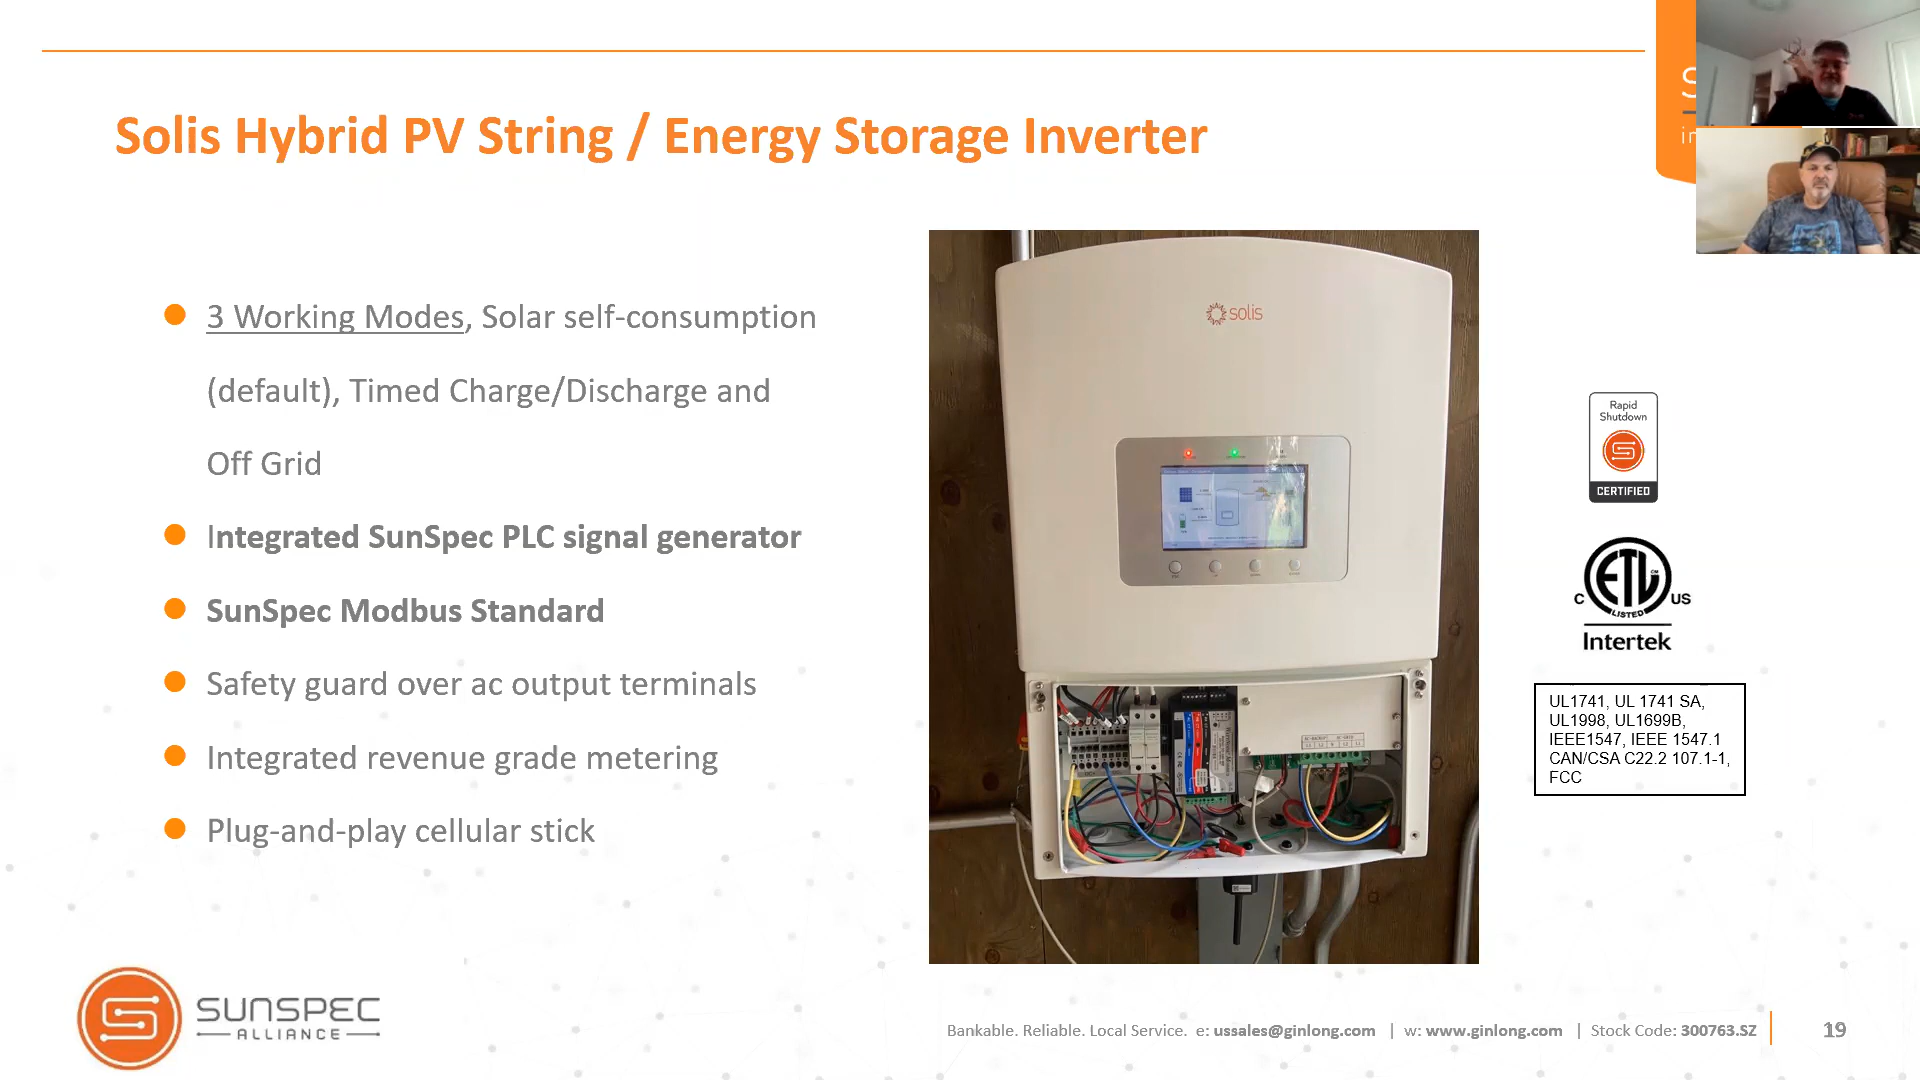 Solis Hybrid PV String / Energy Storage Inverter
3 Working Modes, Solar self-consumption
(default), Timed Charge/Discharge and
Off Grid
Integrated SunSpec PLC signal generator
SunSpec Modbus Standard
Safety guard over ac output terminals
Integrated revenue grade metering
Plug-and-play cellular stick
solis
Rapid
Shutdown
CERTIFIED
C ETL CM US
LISTED
Intertek
UL1741, UL 1741 SA,
UL1998, UL1699B,
IEEE1547, IEEE 1547.1
CAN/CSA C22.2 107.1-1,
FCC
SUNSPEC
ALLIANCE
Bankable. Reliable. Local Service. e: ussales@ginlong.com | w: www.ginlong.com | Stock Code: 300763.SZ
19